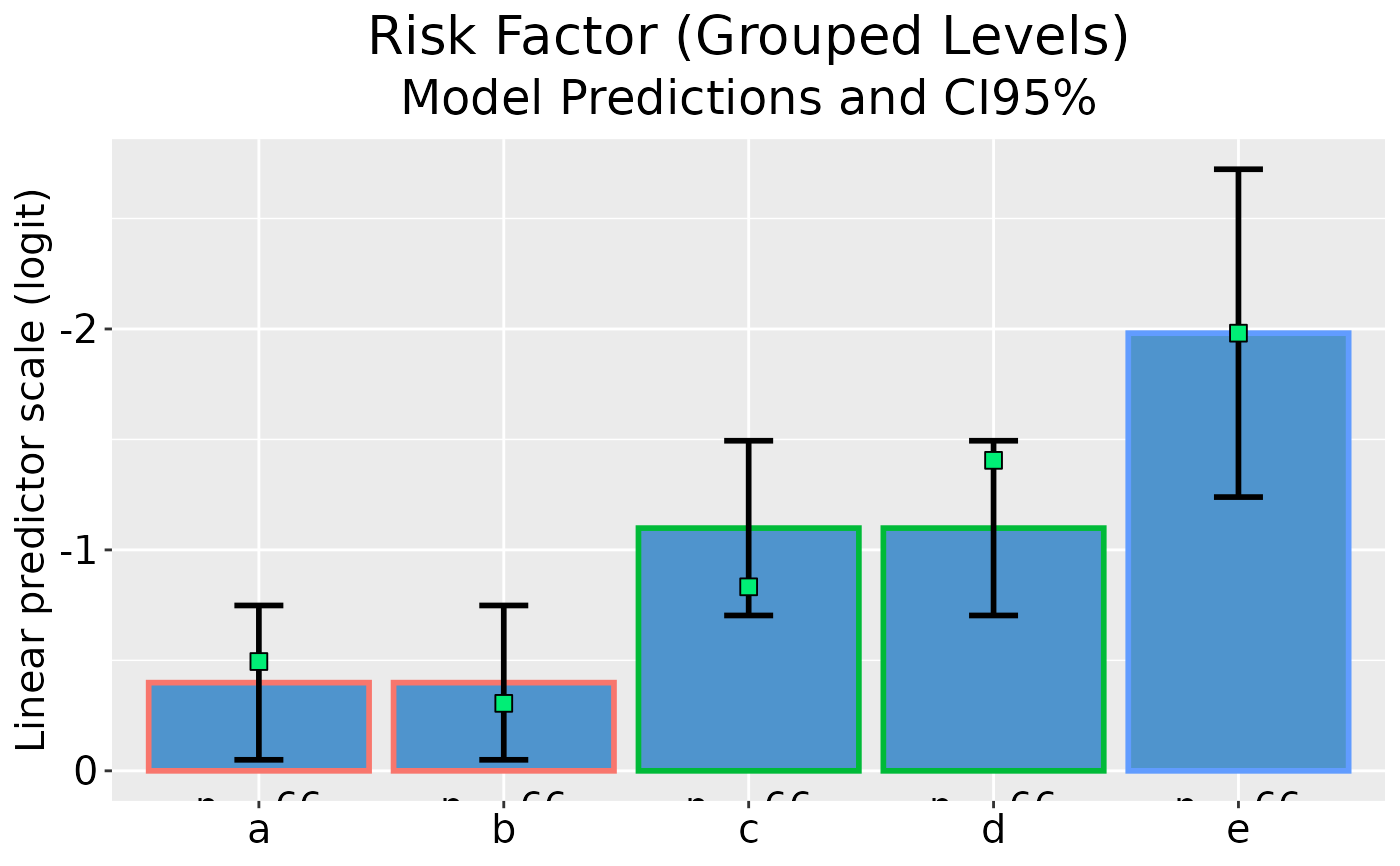 Risk Factor (Grouped Levels)
Model Predictions and CI95%
Linear predictor scale (logit)
-2
-1
0
a
b
c
d
e